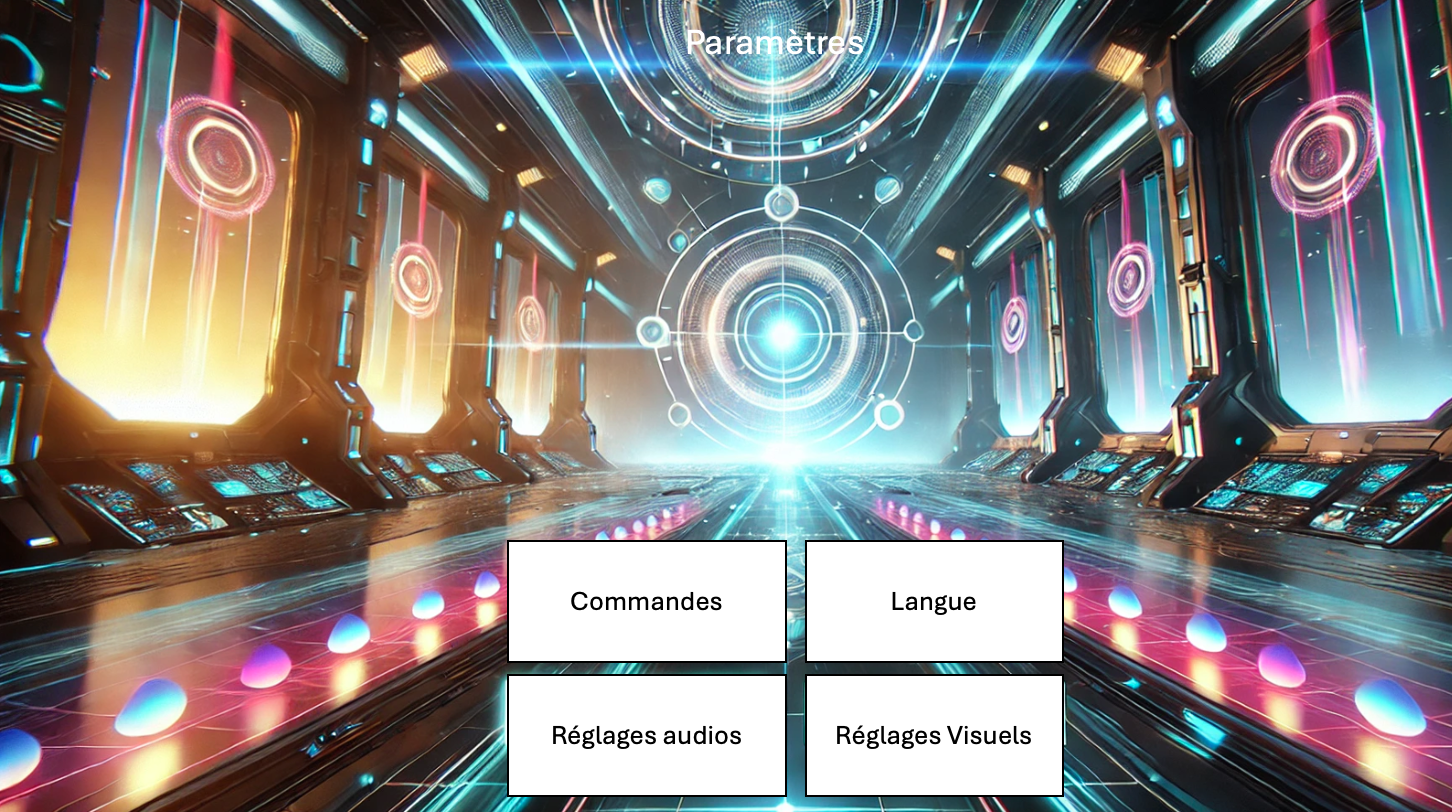 Paramètres
Commandes
Langue
Réglages audios
Réglages Visuels